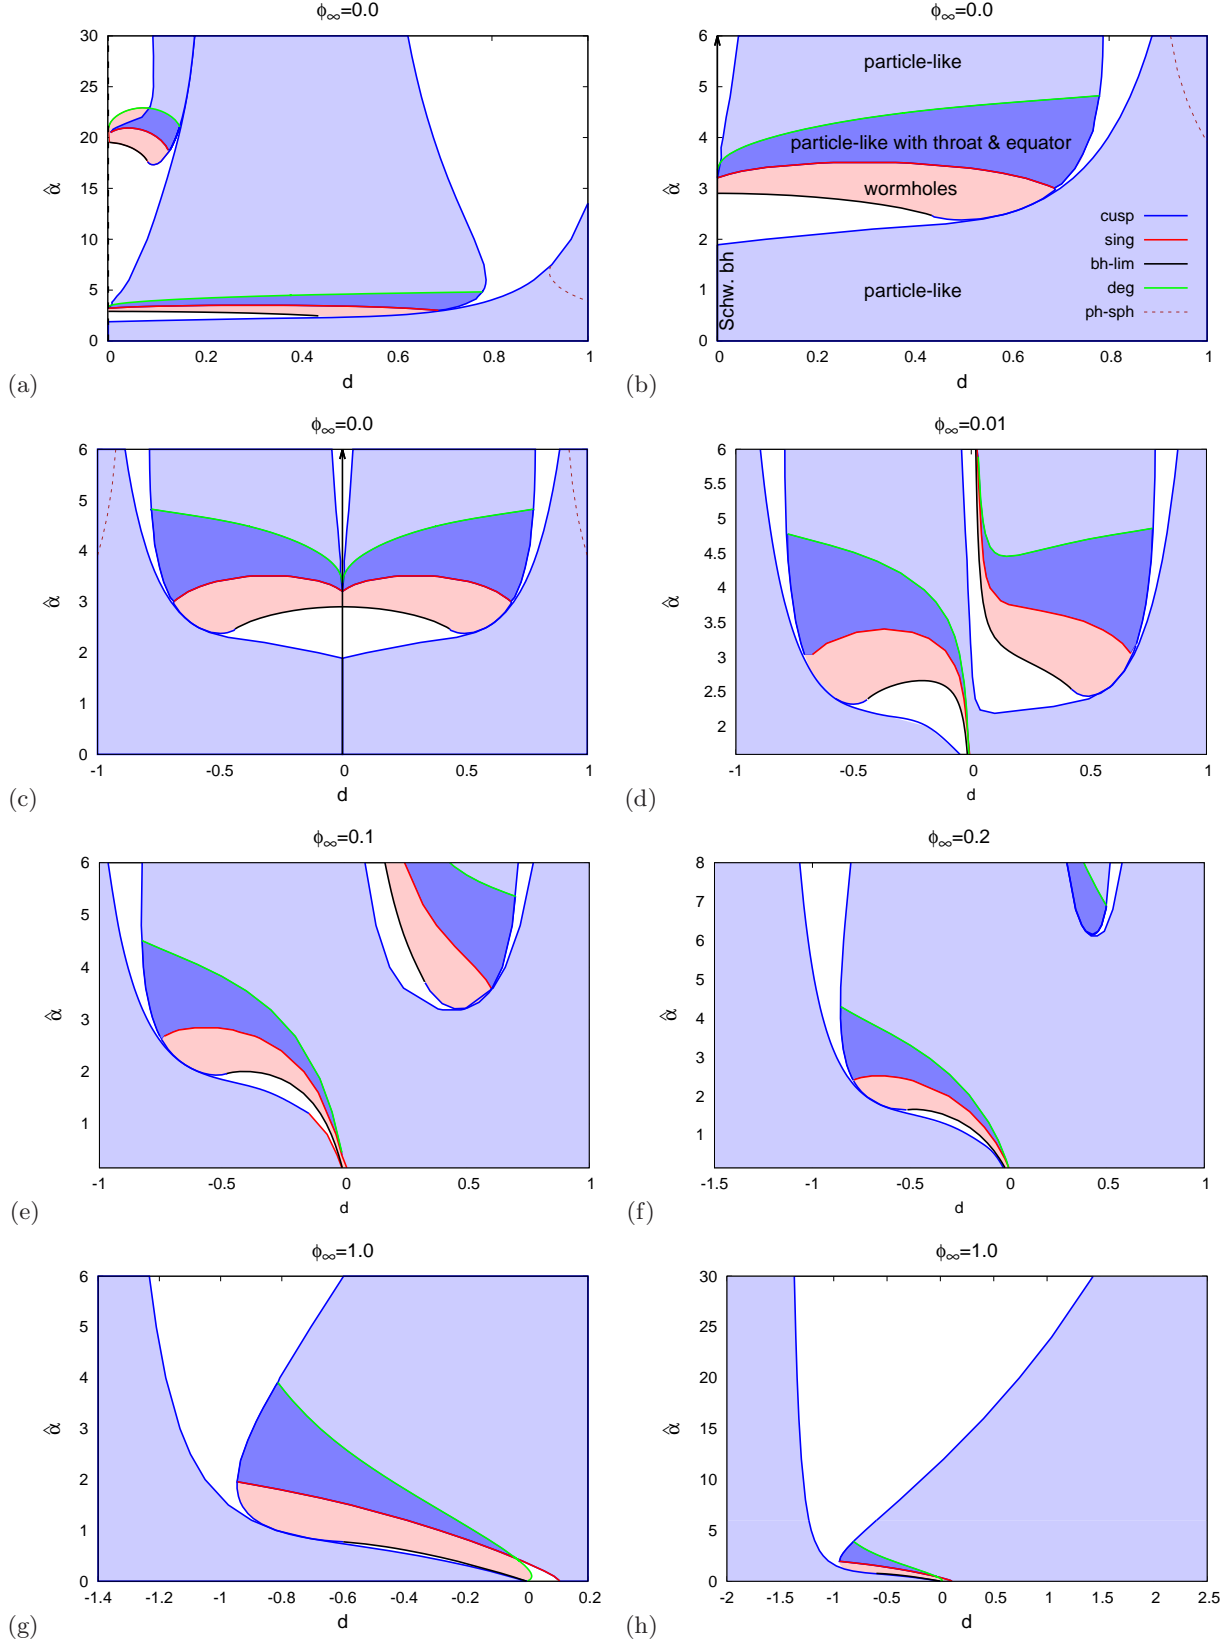 ϕ∞=0.0
30
25
20
15
10
5
0
α̂
0 0.2 0.4 0.6 0.8 1
d
(a)
ϕ∞=0.0
6
5
4
3
2
1
0
α̂
particle-like
particle-like with throat & equator
wormholes
particle-like
Schw. bh
cusp
sing
bh-lim
deg
ph-sph
0 0.2 0.4 0.6 0.8 1
d
(b)
ϕ∞=0.0
6
5
4
3
2
1
0
α̂
-1 -0.5 0 0.5 1
d
(c)
ϕ∞=0.01
6
5.5
5
4.5
4
3.5
3
2.5
2
α̂
-1 -0.5 0 0.5 1
d
(d)
ϕ∞=0.1
6
5
4
3
2
1
α̂
-1 -0.5 0 0.5 1
d
(e)
ϕ∞=0.2
8
7
6
5
4
3
2
1
α̂
-1.5 -1 -0.5 0 0.5 1
d
(f)
ϕ∞=1.0
6
5
4
3
2
1
0
α̂
-1.4 -1.2 -1 -0.8 -0.6 -0.4 -0.2 0 0.2
d
(g)
ϕ∞=1.0
30
25
20
15
10
5
0
α̂
-2 -1.5 -1 -0.5 0 0.5 1 1.5 2 2.5
d
(h)